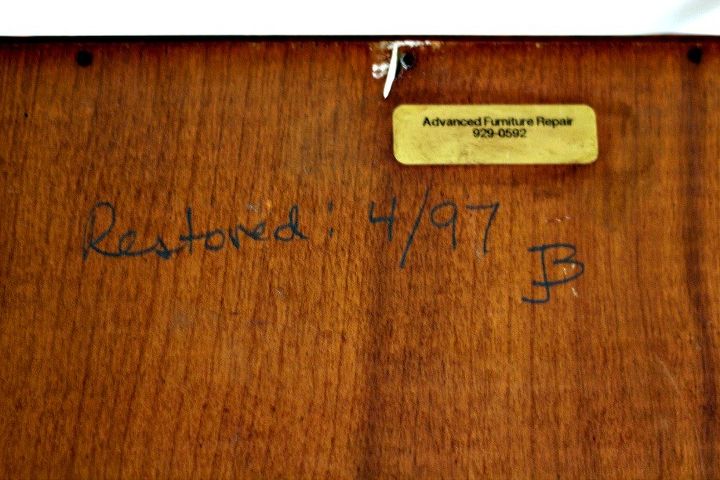 Advanced Furniture Repair
929-0592
Restored: 4/97
JB